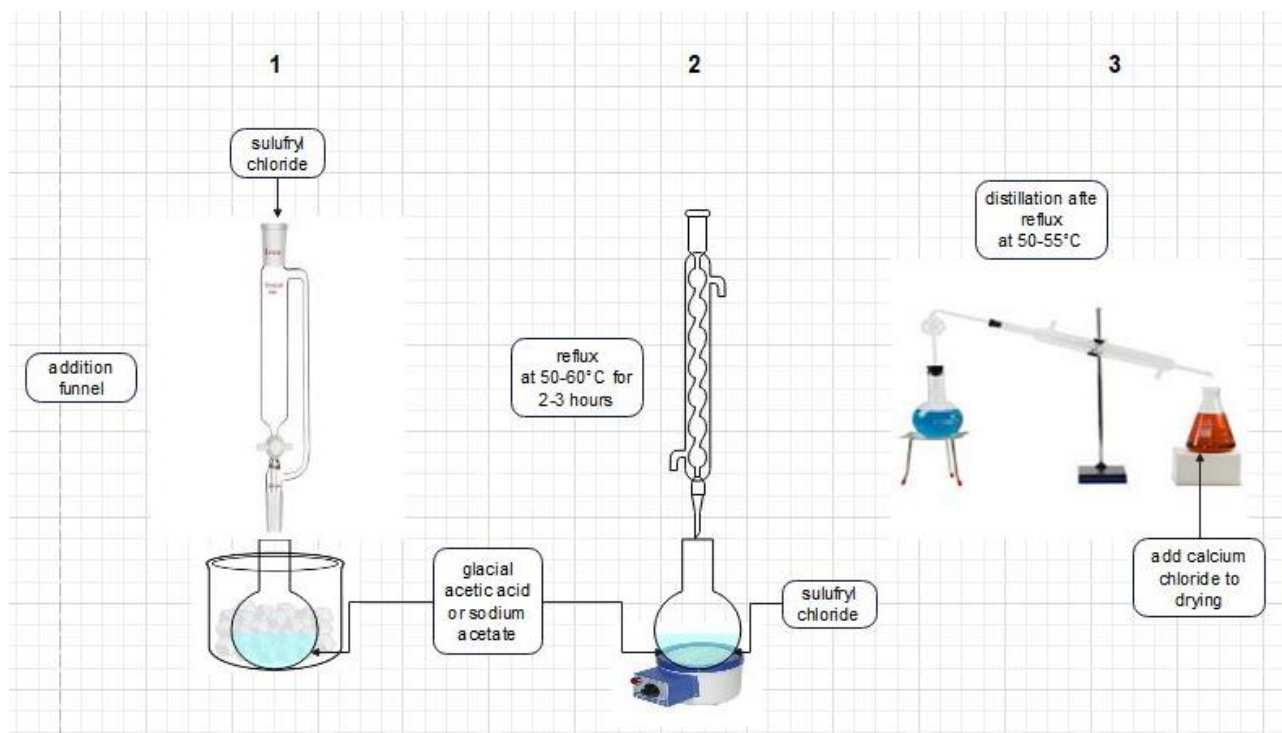 1
2
3
sulufryl
chloride
distillation afte
reflux
at 50-55°C
addition
funnel
reflux
at 50-60°C for
2-3 hours
glacial
acetic acid
or sodium
acetate
sulufryl
chloride
add calcium
chloride to
drying